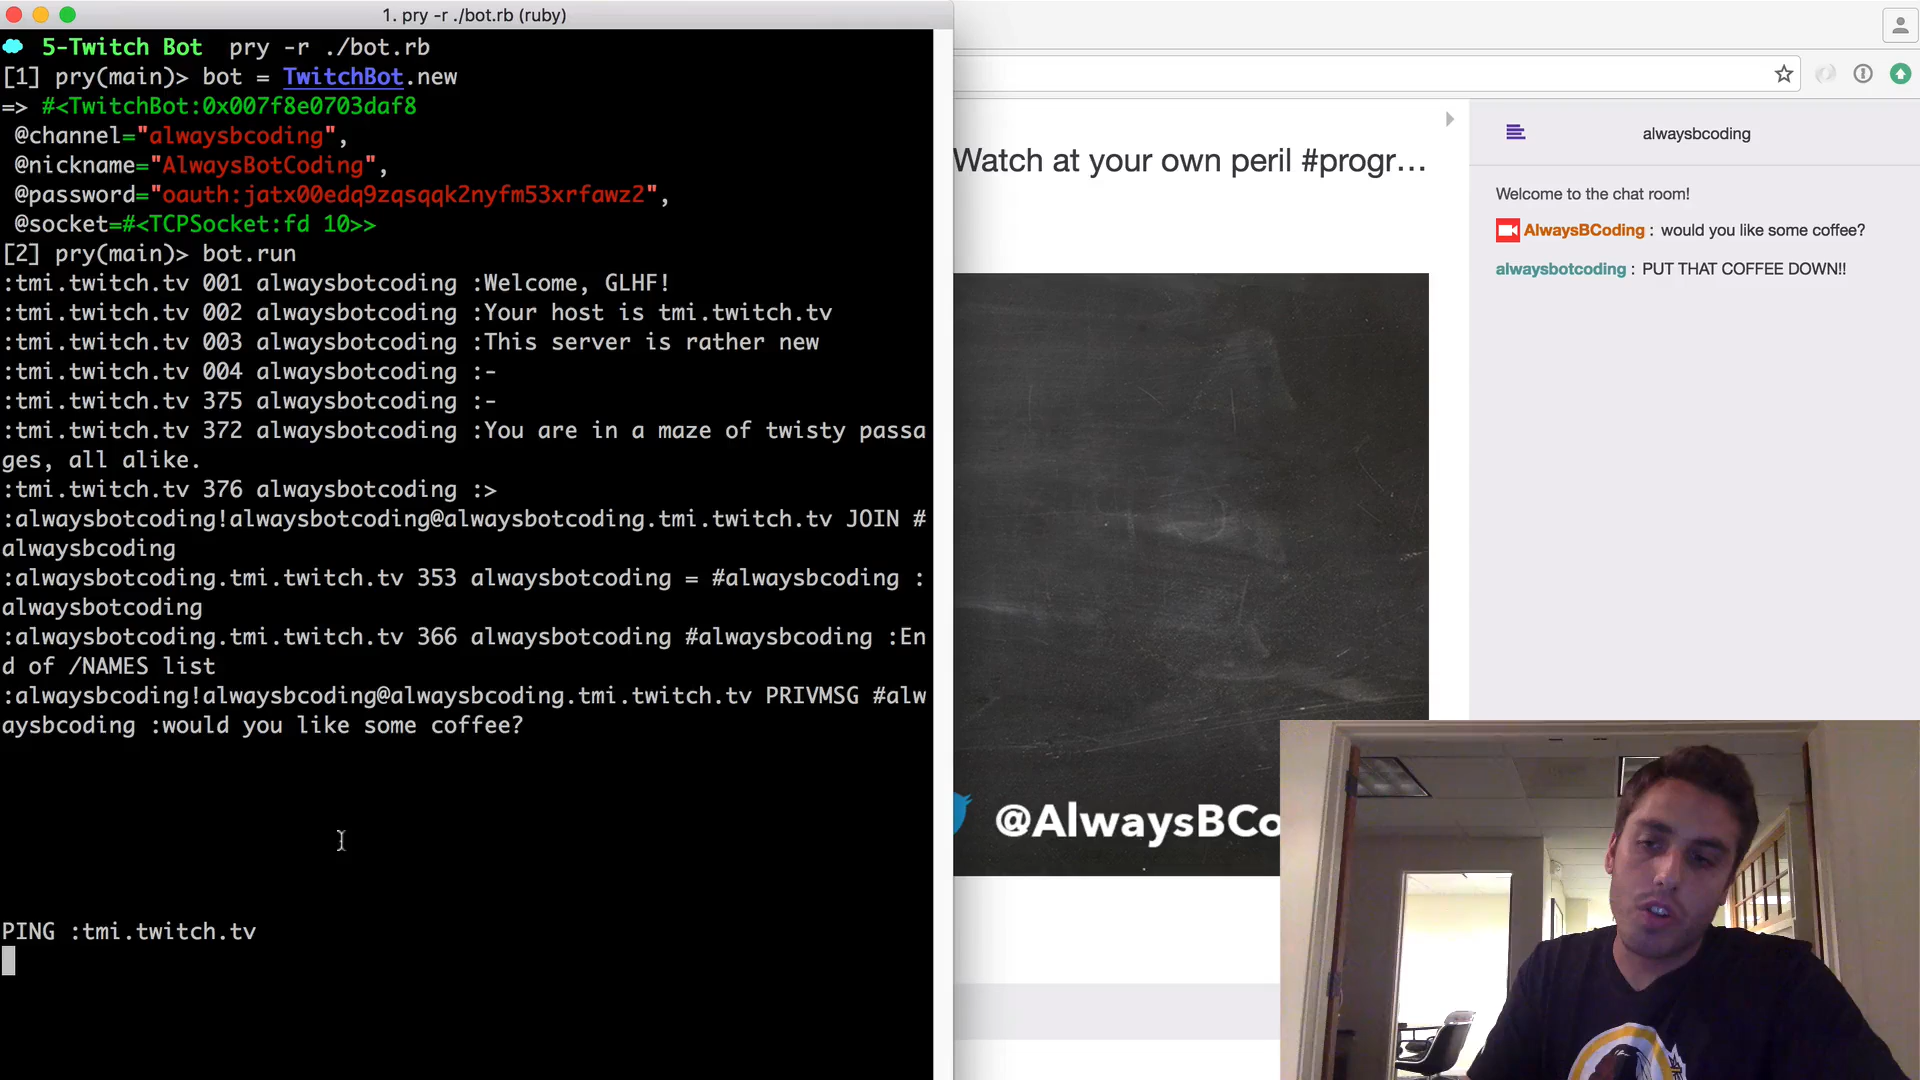 1. pry -r ./bot.rb (ruby)
5-Twitch Bot pry -r ./bot.rb
[1] pry(main)> bot = TwitchBot.new
=> #<TwitchBot:0x007f8e0703daf8
@channel="alwaysbcoding",
@nickname="AlwaysBotCoding",
@password="oauth:jatx00edq9zqsqqk2nyfm53xrfawz2",
@socket=#<TCPSocket:fd 10>>
[2] pry(main)> bot.run
:tmi.twitch.tv 001 alwaysbotcoding :Welcome, GLHF!
:tmi.twitch.tv 002 alwaysbotcoding :Your host is tmi.twitch.tv
:tmi.twitch.tv 003 alwaysbotcoding :This server is rather new
:tmi.twitch.tv 004 alwaysbotcoding :-
:tmi.twitch.tv 375 alwaysbotcoding :-
:tmi.twitch.tv 372 alwaysbotcoding :You are in a maze of twisty passa
ges, all alike.
:tmi.twitch.tv 376 alwaysbotcoding :>
:alwaysbotcoding!alwaysbotcoding@alwaysbotcoding.tmi.twitch.tv JOIN #
alwaysbcoding
:alwaysbotcoding.tmi.twitch.tv 353 alwaysbotcoding = #alwaysbcoding :
alwaysbotcoding
:alwaysbotcoding.tmi.twitch.tv 366 alwaysbotcoding #alwaysbcoding :En
d of /NAMES list
:alwaysbcoding!alwaysbcoding@alwaysbcoding.tmi.twitch.tv PRIVMSG #alw
aysbcoding :would you like some coffee?
PING :tmi.twitch.tv
Watch at your own peril #progr...
@AlwaysBCo
alwaysbcoding
Welcome to the chat room!
AlwaysBCoding : would you like some coffee?
alwaysbotcoding : PUT THAT COFFEE DOWN!!